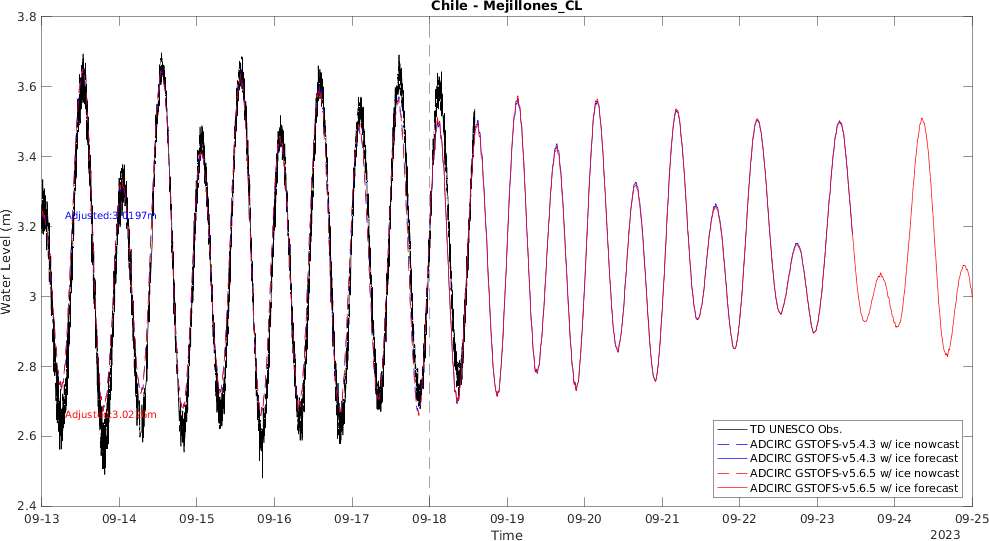 Chile - Mejillones_CL
3.8
3.6
3.4
3.2
3
2.8
2.6
2.4
Water Level (m)
Adjusted:3.0197m
09-13
09-14
09-15
09-16
09-17
09-18
09-19
09-20
09-21
09-22
09-23
09-24
09-25
Time
2023
TD UNESCO Obs.
ADCIRC GSTOFS-v5.4.3 w/ ice nowcast
ADCIRC GSTOFS-v5.4.3 w/ ice forecast
ADCIRC GSTOFS-v5.6.5 w/ ice nowcast
ADCIRC GSTOFS-v5.6.5 w/ ice forecast